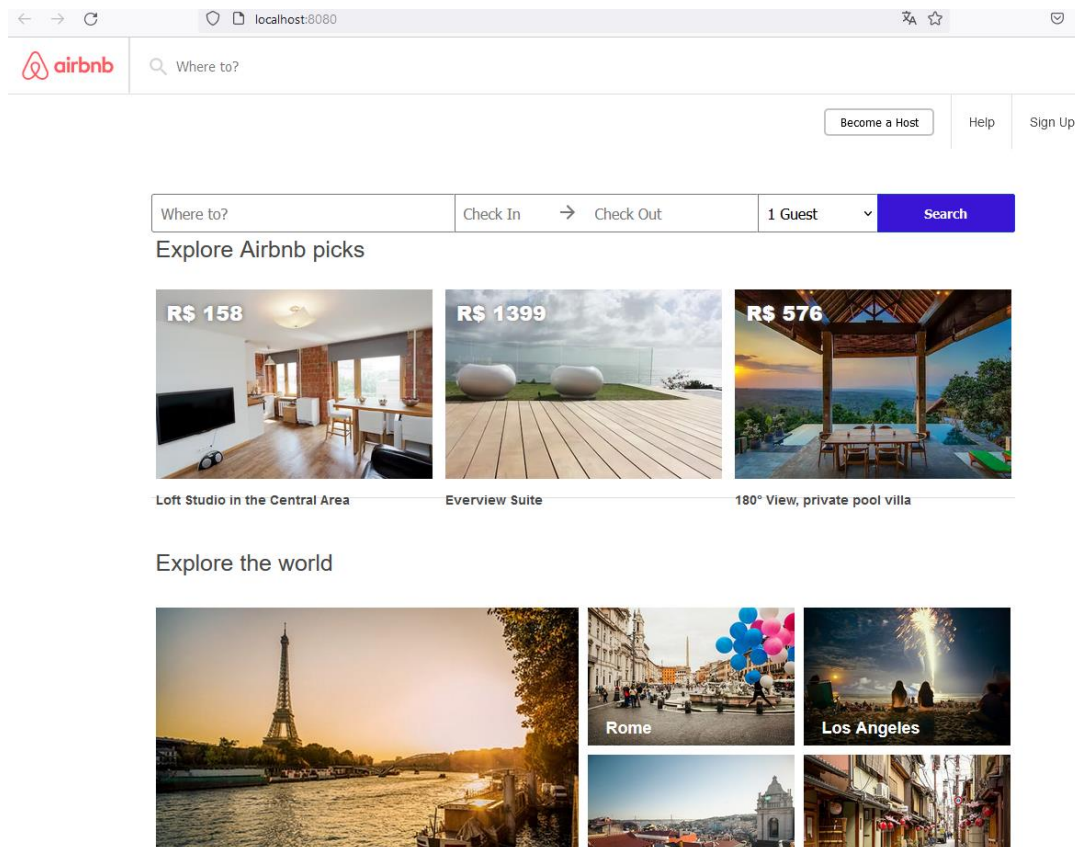 localhost:8080
airbnb
Where to?
Become a Host Help Sign Up
Where to? Check In → Check Out 1 Guest Search
Explore Airbnb picks
R$ 158 R$ 1399 R$ 576
Loft Studio in the Central Area Everview Suite 180° View, private pool villa
Explore the world
Rome Los Angeles